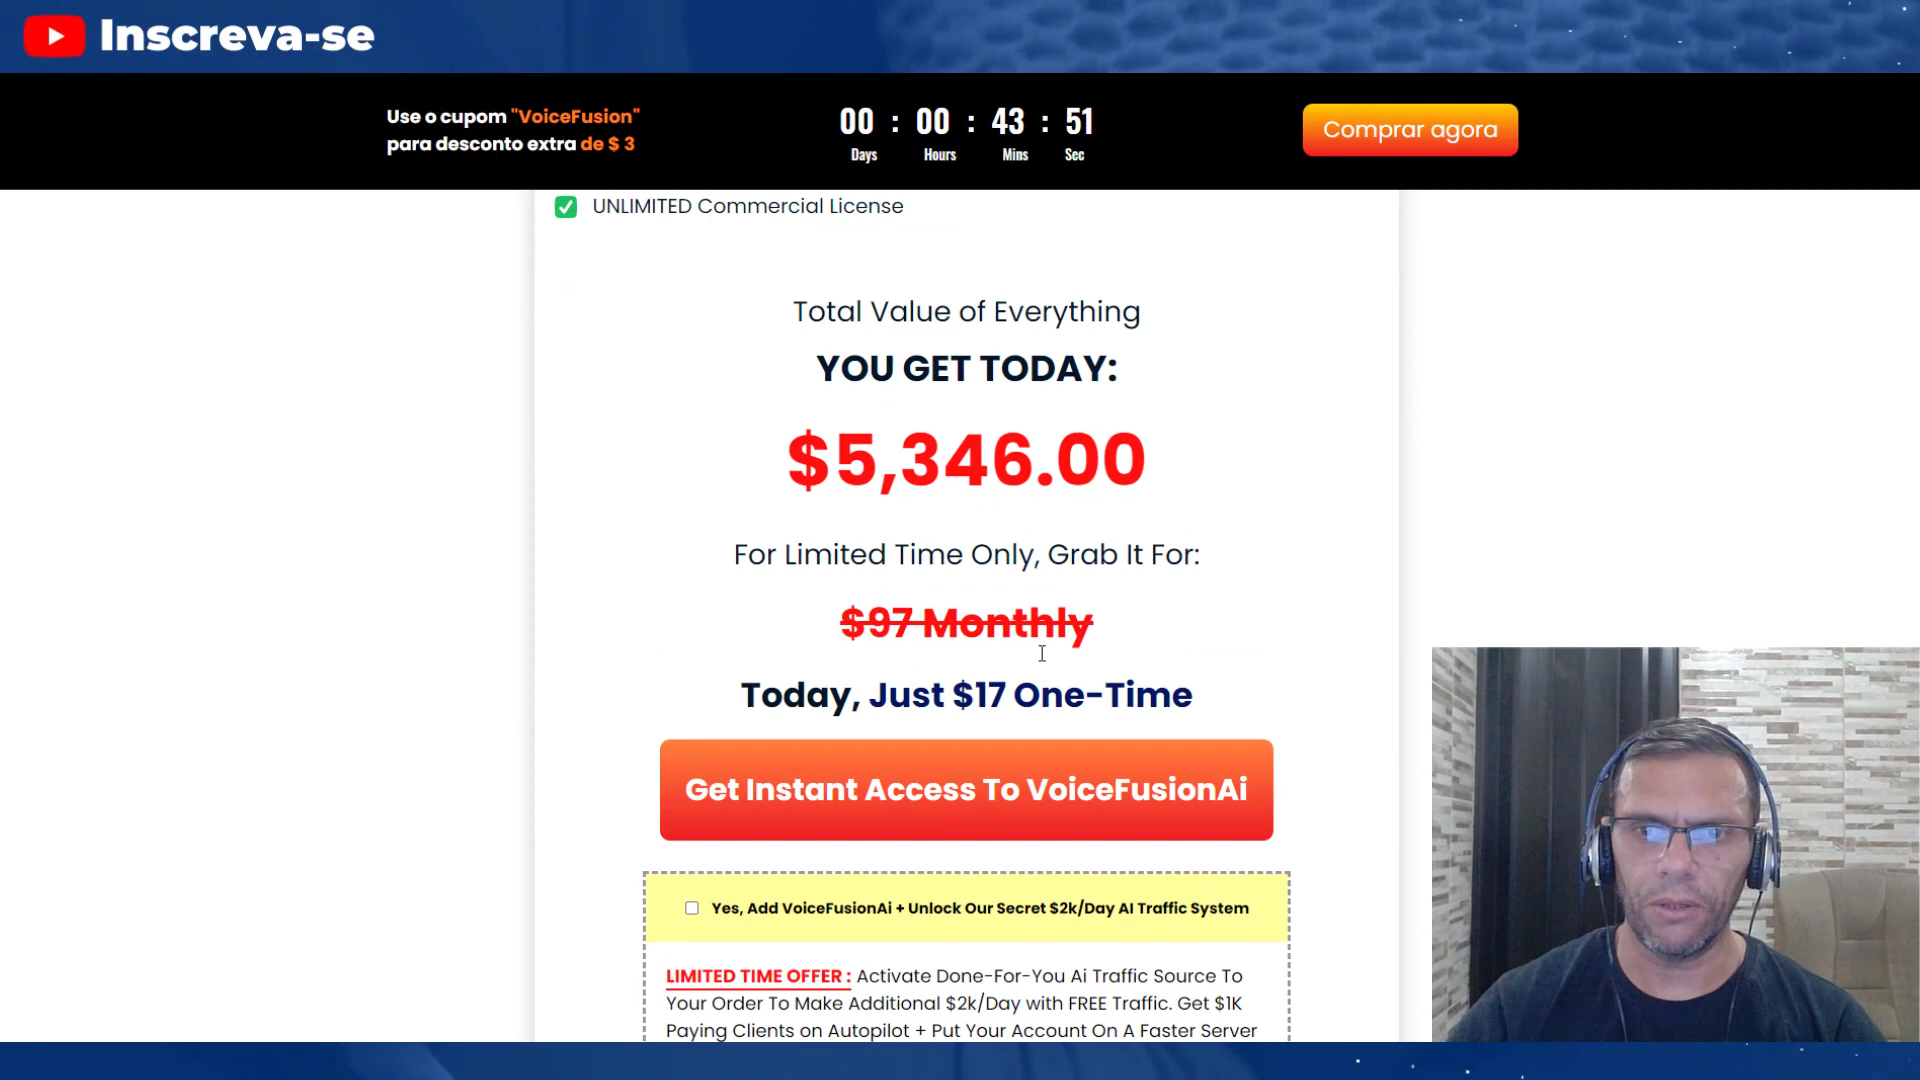 Inscreva-se
Use o cupom "VoiceFusion"
para desconto extra de $ 3
00 : 00 : 43 : 51
Days Hours Mins Sec
Comprar agora
UNLIMITED Commercial License
Total Value of Everything
YOU GET TODAY:
$5,346.00
For Limited Time Only, Grab It For:
$97 Monthly
Today, Just $17 One-Time
Get Instant Access To VoiceFusionAi
Yes, Add VoiceFusionAi + Unlock Our Secret $2k/Day AI Traffic System
LIMITED TIME OFFER : Activate Done-For-You Ai Traffic Source To
Your Order To Make Additional $2k/Day with FREE Traffic. Get $1K
Paying Clients on Autopilot + Put Your Account On A Faster Server